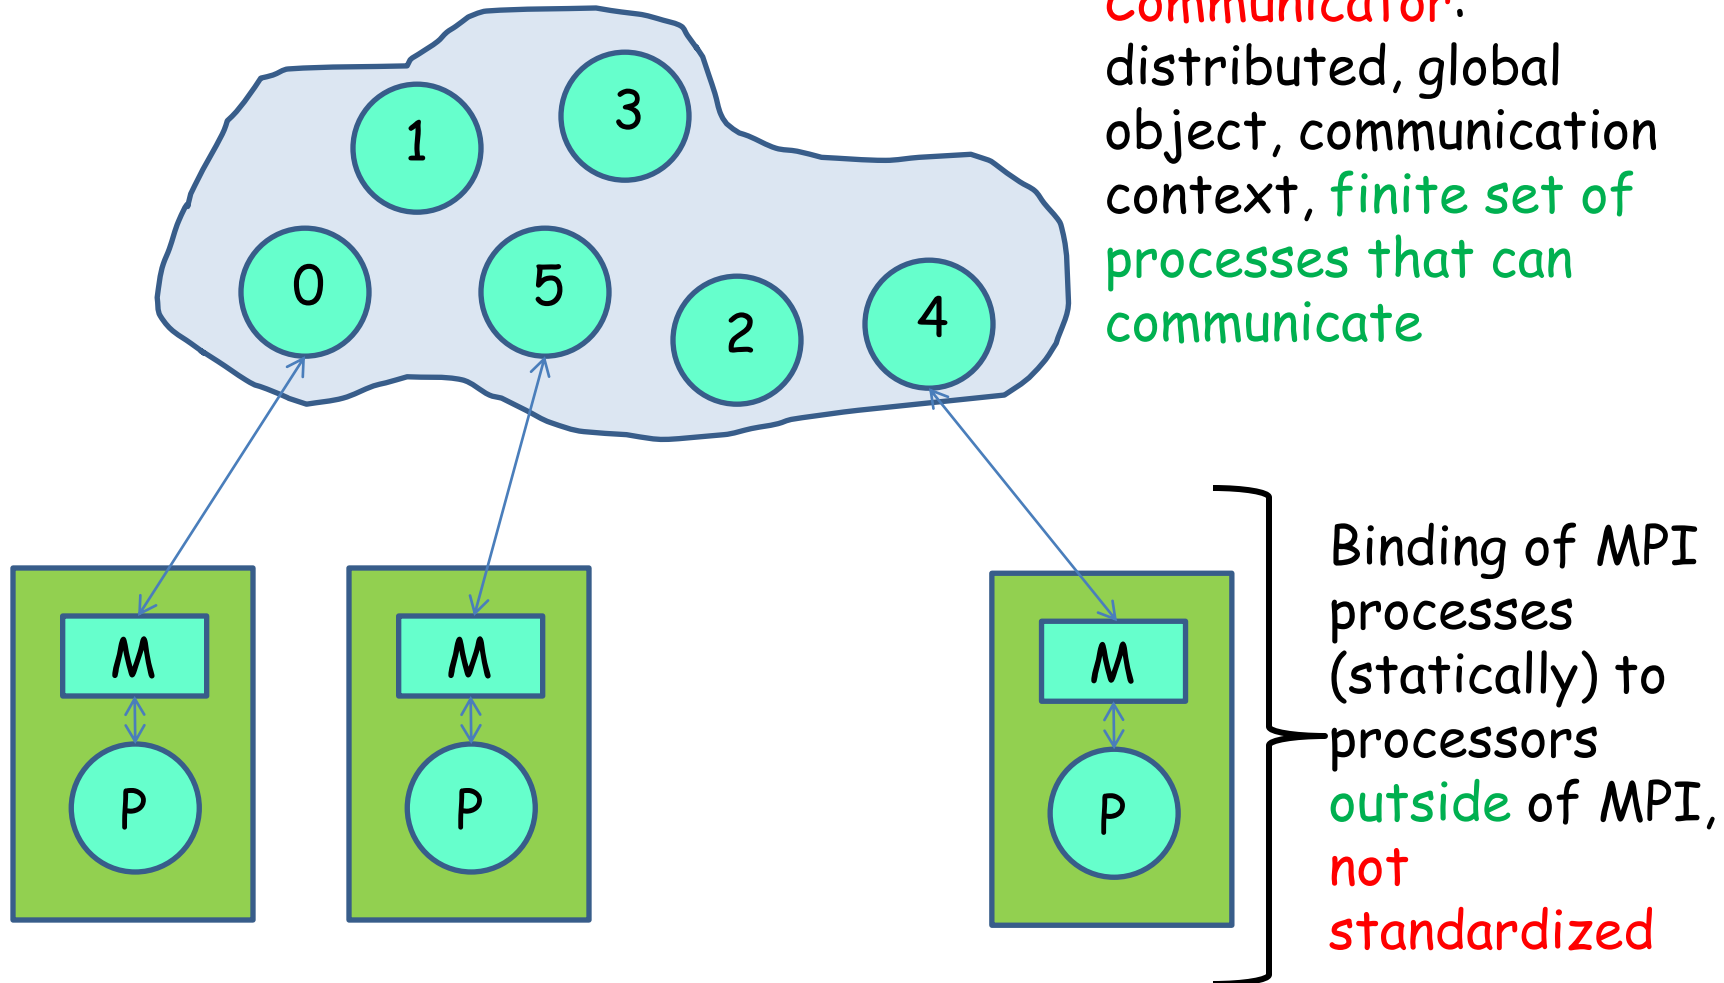 Communicator:
distributed, global
object, communication
context, finite set of
processes that can
communicate
1
3
0
5
2
4
M
M
M
P
P
P
Binding of MPI
processes
(statically) to
processors
outside of MPI,
not
standardized